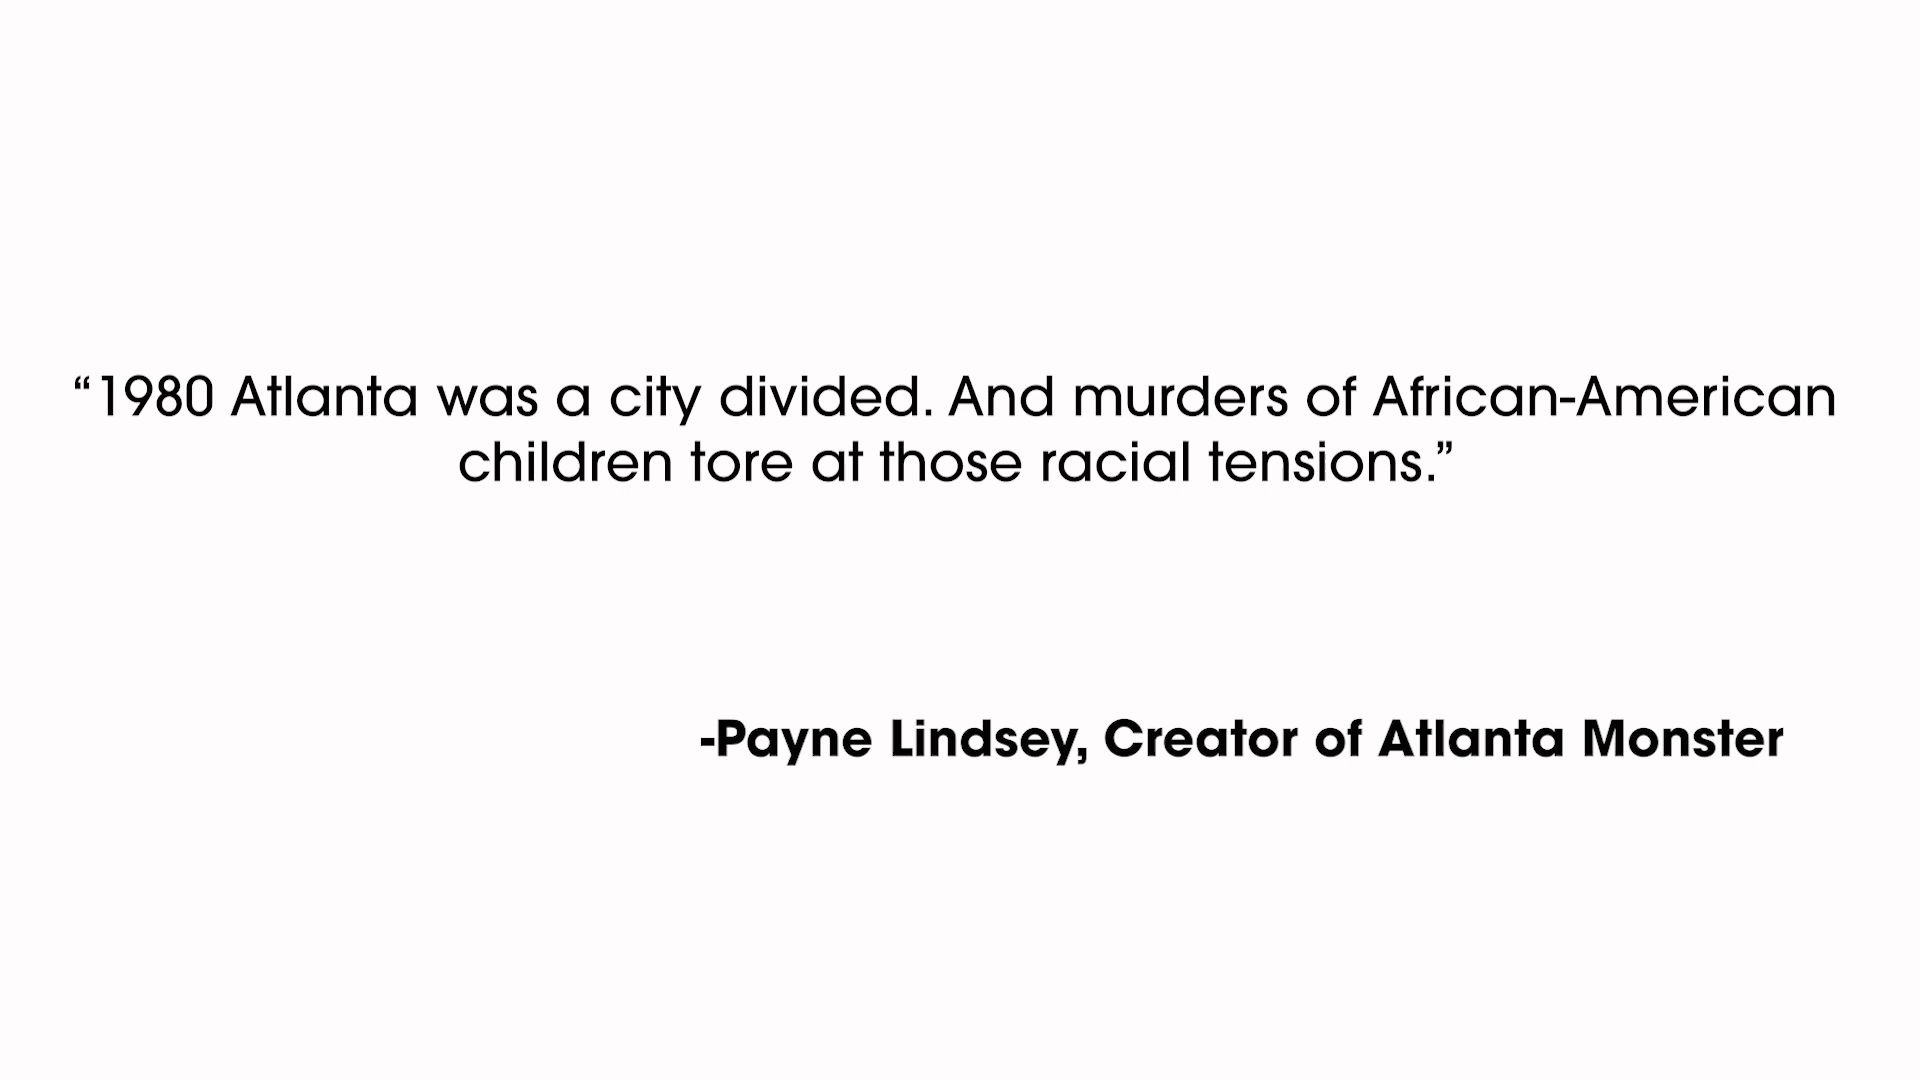 “1980 Atlanta was a city divided. And murders of African-American
children tore at those racial tensions.”
-Payne Lindsey, Creator of Atlanta Monster